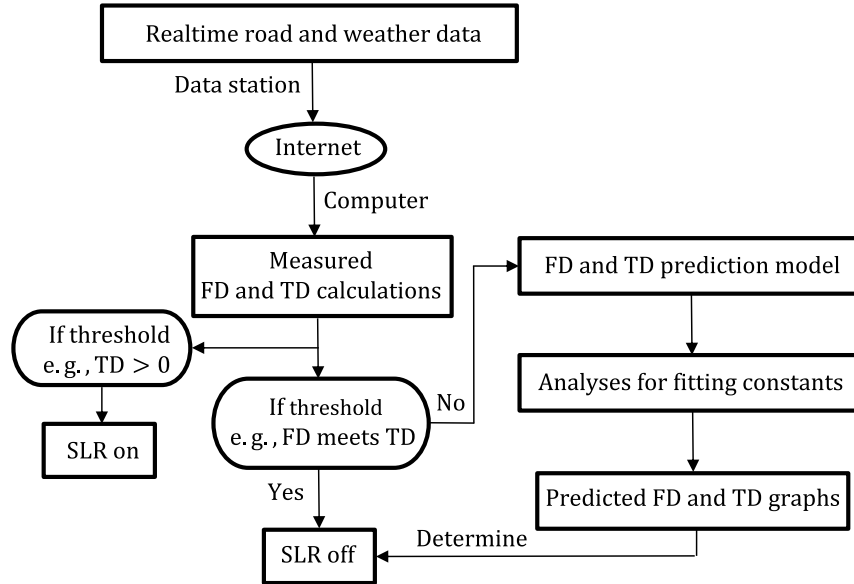 Realtime road and weather data
Data station
Internet
Computer
Measured
FD and TD calculations
FD and TD prediction model
If threshold
e.g., TD > 0
If threshold
e.g., FD meets TD
No
Analyses for fitting constants
SLR on
Yes
Predicted FD and TD graphs
SLR off
Determine